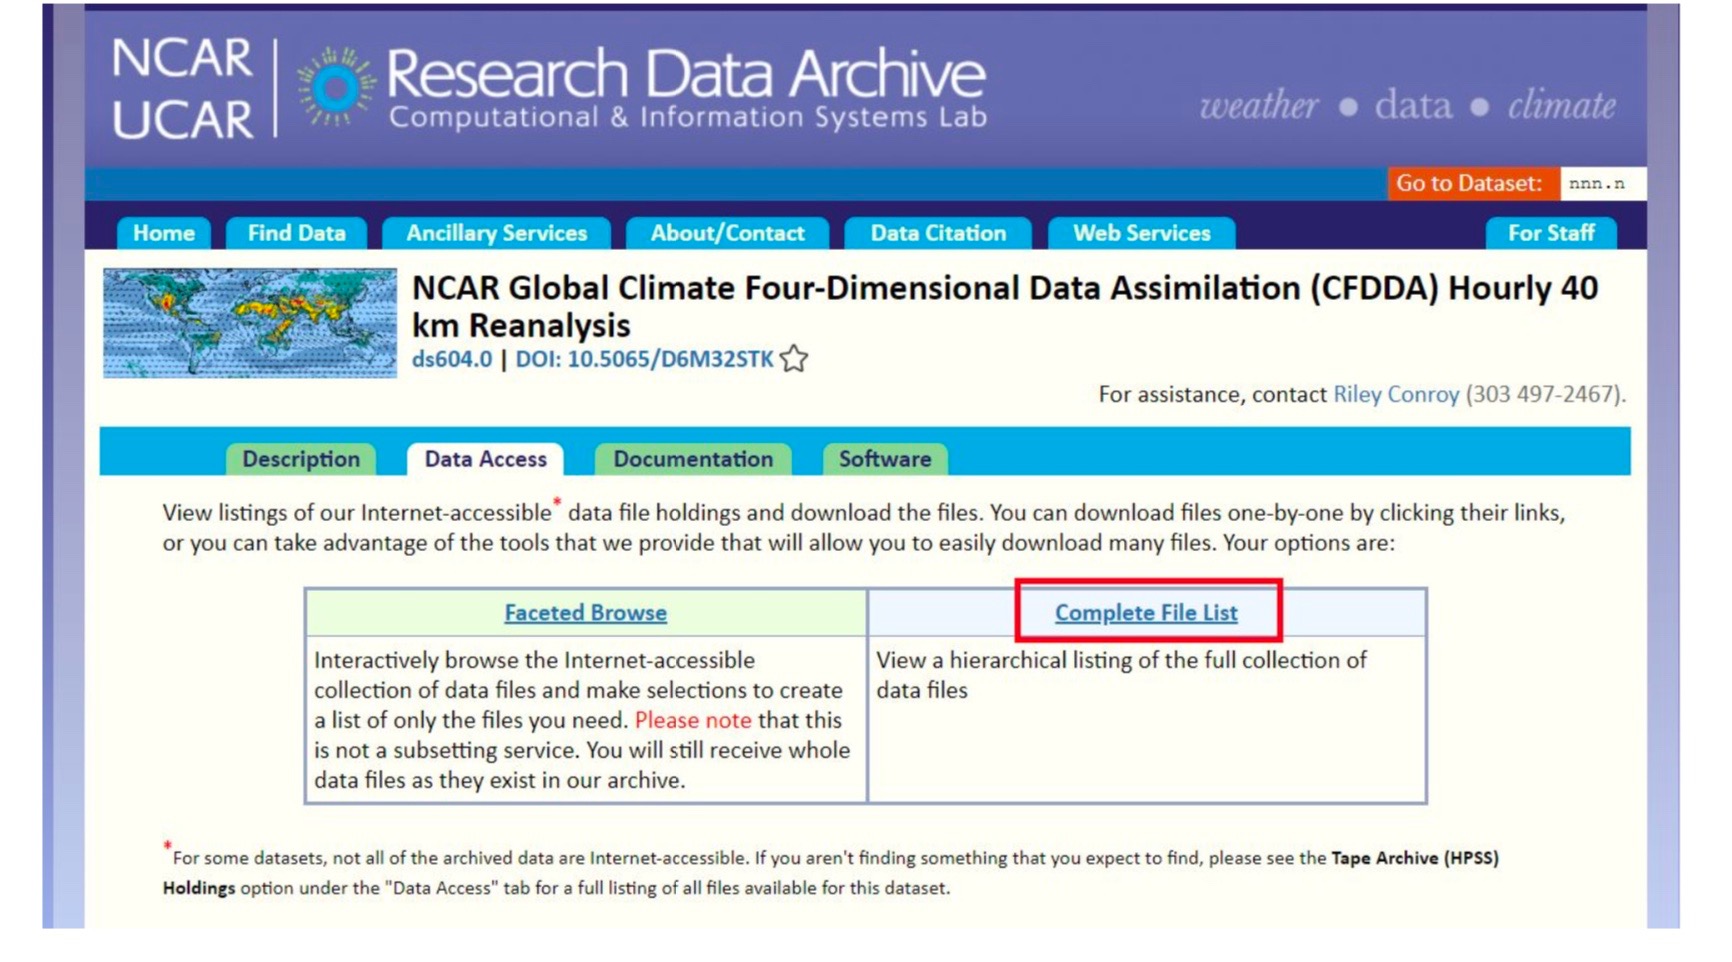 NCAR
UCAR
Research Data Archive
Computational & Information Systems Lab
weather ● data ● climate
Go to Dataset: nnn.n
Home Find Data Ancillary Services About/Contact Data Citation Web Services For Staff
NCAR Global Climate Four-Dimensional Data Assimilation (CFDDA) Hourly 40
km Reanalysis
ds604.0 | DOI: 10.5065/D6M32STK
For assistance, contact Riley Conroy (303 497-2467).
Description Data Access Documentation Software
View listings of our Internet-accessible* data file holdings and download the files. You can download files one-by-one by clicking their links,
or you can take advantage of the tools that we provide that will allow you to easily download many files. Your options are:
Faceted Browse
Interactively browse the Internet-accessible
collection of data files and make selections to create
a list of only the files you need. Please note that this
is not a subsetting service. You will still receive whole
data files as they exist in our archive.
Complete File List
View a hierarchical listing of the full collection of
data files
*For some datasets, not all of the archived data are Internet-accessible. If you aren't finding something that you expect to find, please see the Tape Archive (HPSS)
Holdings option under the "Data Access" tab for a full listing of all files available for this dataset.